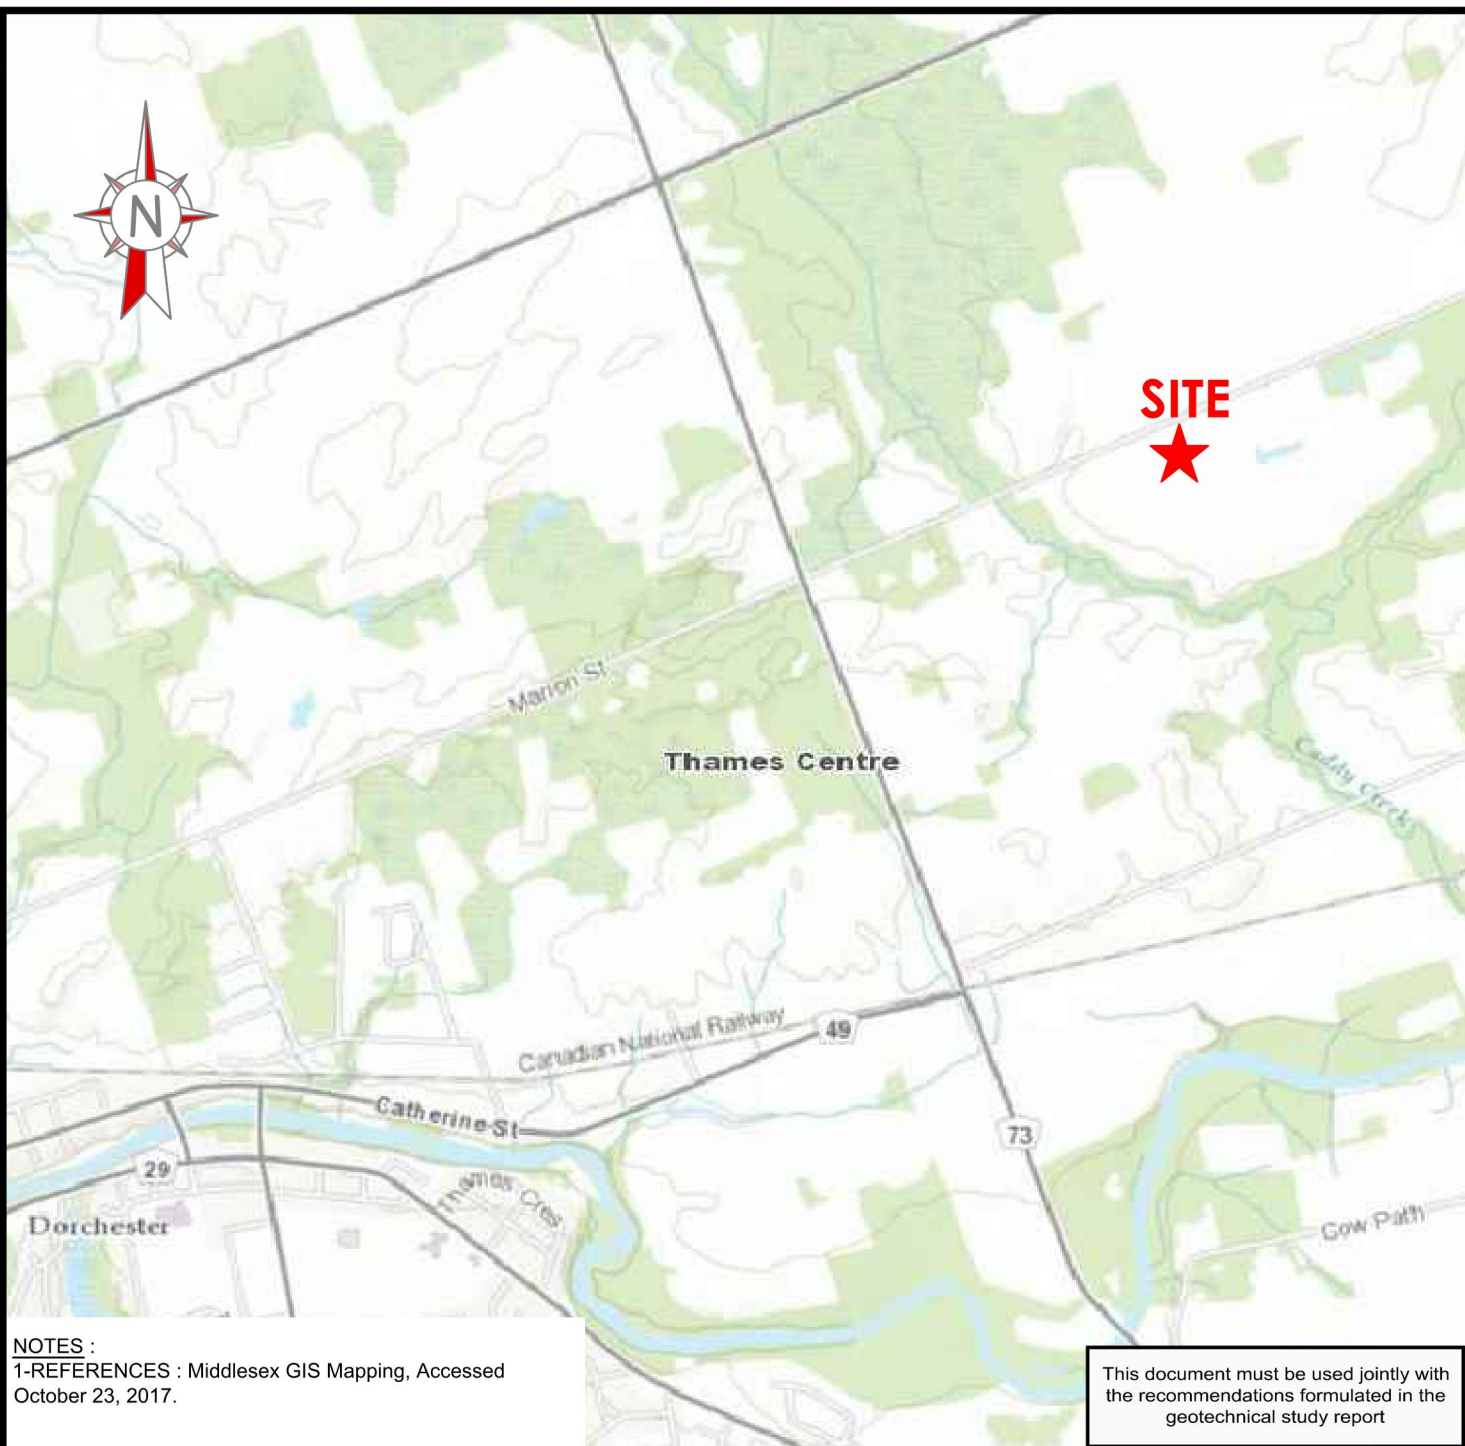 N
SITE
Marion St
Thames Centre
Caddy Creek
Canadian National Railway
49
Catherine St
73
29
Thames Cres
Dorchester
Cow Path
NOTES :
1-REFERENCES : Middlesex GIS Mapping, Accessed
October 23, 2017.
This document must be used jointly with
the recommendations formulated in the
geotechnical study report